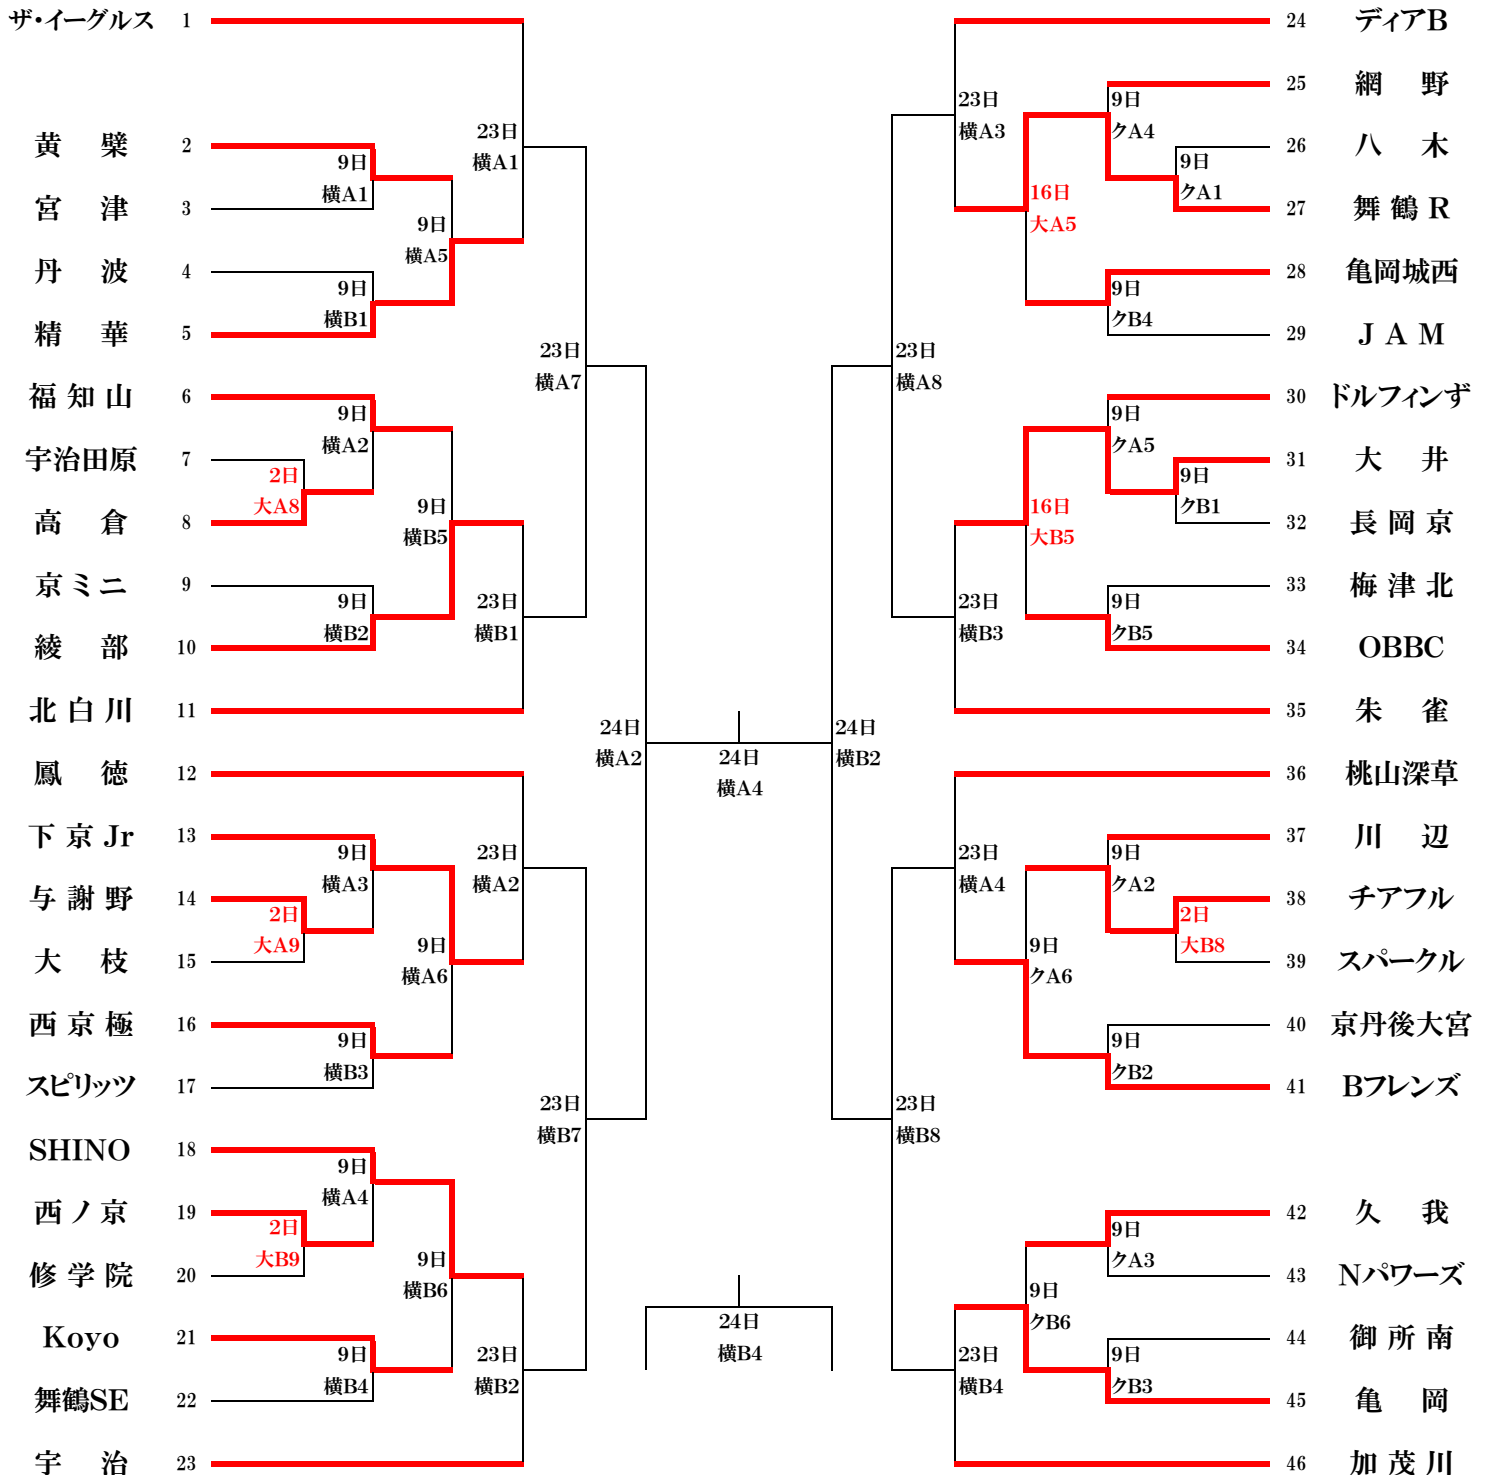 ザ・イーグルス 1
黄檗 2
宮津 3
丹波 4
精華 5
福知山 6
宇治田原 7
高倉 8
京ミニ 9
綾部 10
北白川 11
鳳徳 12
下京Jr 13
与謝野 14
大枝 15
西京極 16
スピリッツ 17
SHINO 18
西ノ京 19
修学院 20
Koyo 21
舞鶴SE 22
宇治 23
9日
横A1
9日
横B1
9日
横A2
2日
大A8
9日
横B2
9日
横A3
2日
大A9
9日
横B3
9日
横A4
2日
大B9
9日
横B4
9日
横A5
9日
横B5
9日
横A6
9日
横B6
23日
横A1
23日
横B1
23日
横A2
23日
横B2
23日
横A7
23日
横B7
24日
横A2
24日
横A4
24日
横B4
24日
横B2
23日
横A8
23日
横B8
23日
横A3
23日
横B3
23日
横A4
23日
横B4
16日
大A5
16日
大B5
9日
クA6
9日
クB6
9日
クA4
9日
クA1
9日
クB4
9日
クA5
9日
クB1
9日
クB5
9日
クA2
2日
大B8
9日
クB2
9日
クA3
9日
クB3
24 ディアB
25 網野
26 八木
27 舞鶴R
28 亀岡城西
29 JAM
30 ドルフィンず
31 大井
32 長岡京
33 梅津北
34 OBBC
35 朱雀
36 桃山深草
37 川辺
38 チアフル
39 スパークル
40 京丹後大宮
41 Bフレンズ
42 久我
43 Nパワーズ
44 御所南
45 亀岡
46 加茂川